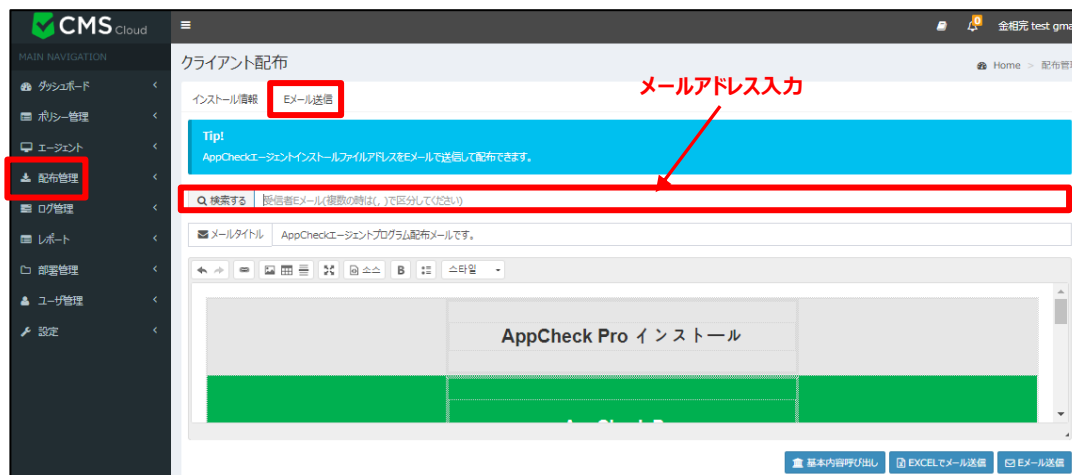 CMS Cloud
0
金相完 test gma
MAIN NAVIGATION
ダッシュボード
ポリシー管理
エージェント
配布管理
ログ管理
レポート
部署管理
ユーザ管理
設定
クライアント配布
Home > 配布管理
インストール情報 Eメール送信
メールアドレス入力
Tip!
AppCheckエージェントインストールファイルアドレスをEメールで送信して配布できます。
検索する 受信者Eメール(複数の時は(, )で区分してください)
メールタイトル AppCheckエージェントプログラム配布メールです。
소스 B 스타일
AppCheck Pro インストール
基本内容呼び出し EXCELでメール送信 Eメール送信